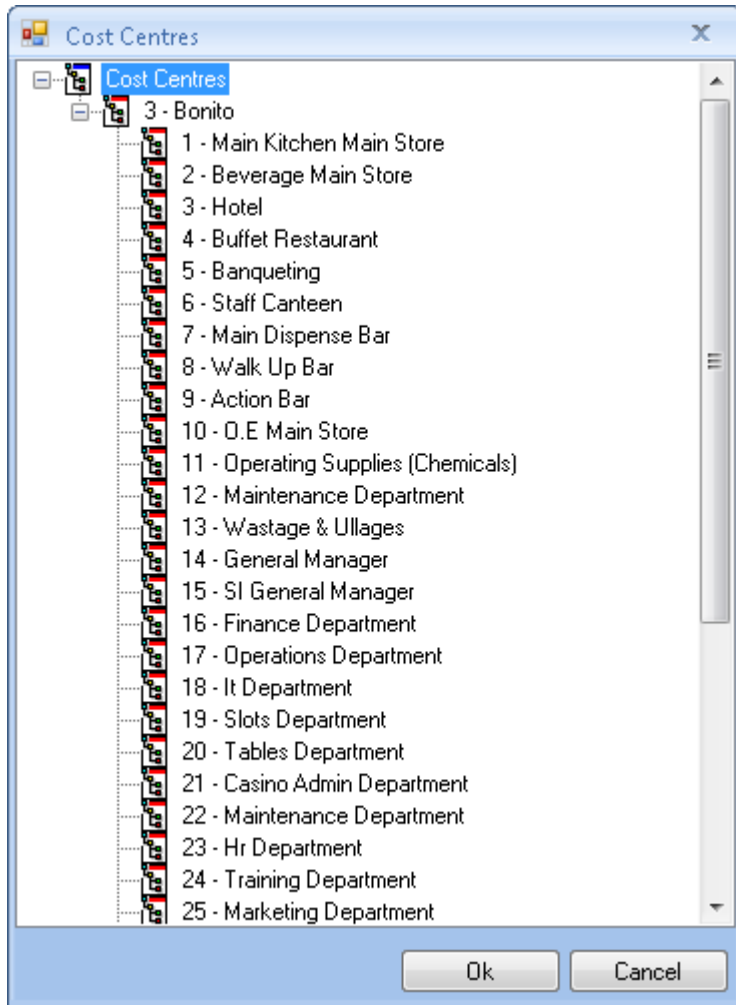 Cost Centres
Cost Centres
3 - Bonito
1 - Main Kitchen Main Store
2 - Beverage Main Store
3 - Hotel
4 - Buffet Restaurant
5 - Banqueting
6 - Staff Canteen
7 - Main Dispense Bar
8 - Walk Up Bar
9 - Action Bar
10 - O.E Main Store
11 - Operating Supplies (Chemicals)
12 - Maintenance Department
13 - Wastage & Ullages
14 - General Manager
15 - SI General Manager
16 - Finance Department
17 - Operations Department
18 - It Department
19 - Slots Department
20 - Tables Department
21 - Casino Admin Department
22 - Maintenance Department
23 - Hr Department
24 - Training Department
25 - Marketing Department
Ok Cancel